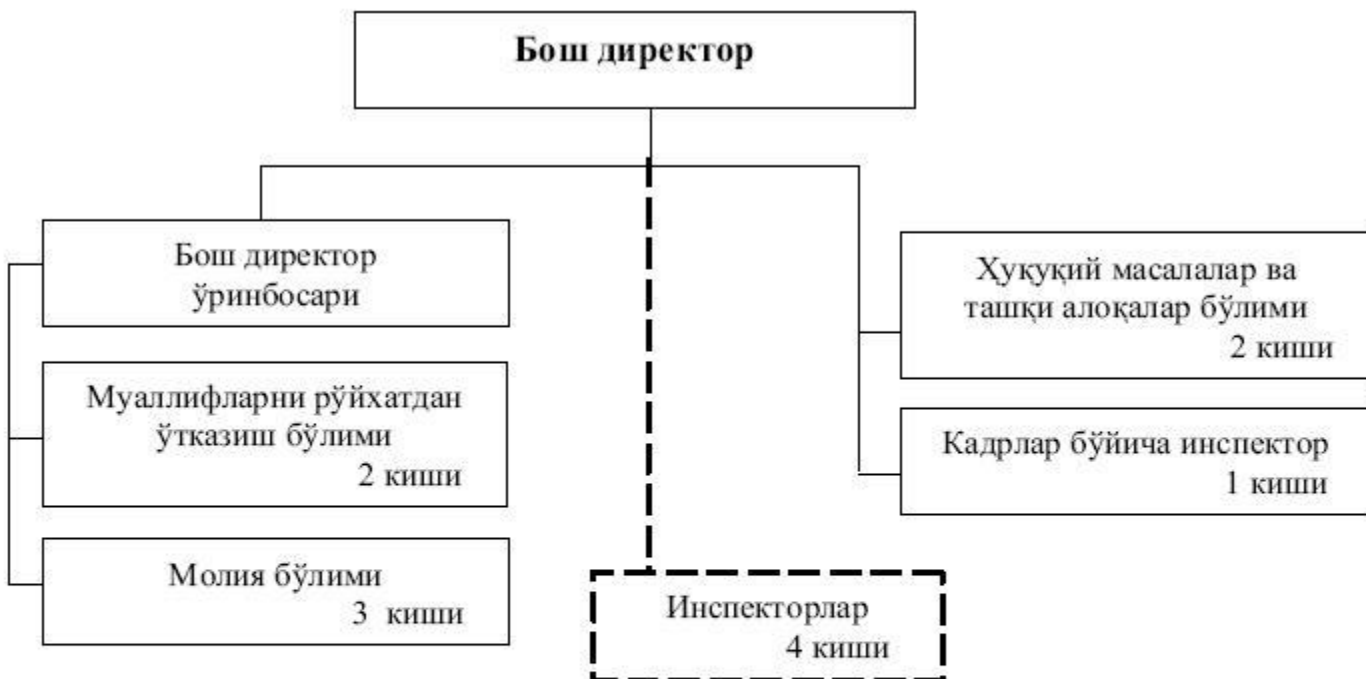 Бош директор
Бош директор
ўринбосари
Муаллифларни рўйхатдан
ўтказиш бўлими
2 киши
Молия бўлими
3 киши
Инспекторлар
4 киши
Ҳуқуқий масалалар ва
ташқи алоқалар бўлими
2 киши
Кадрлар бўйича инспектор
1 киши